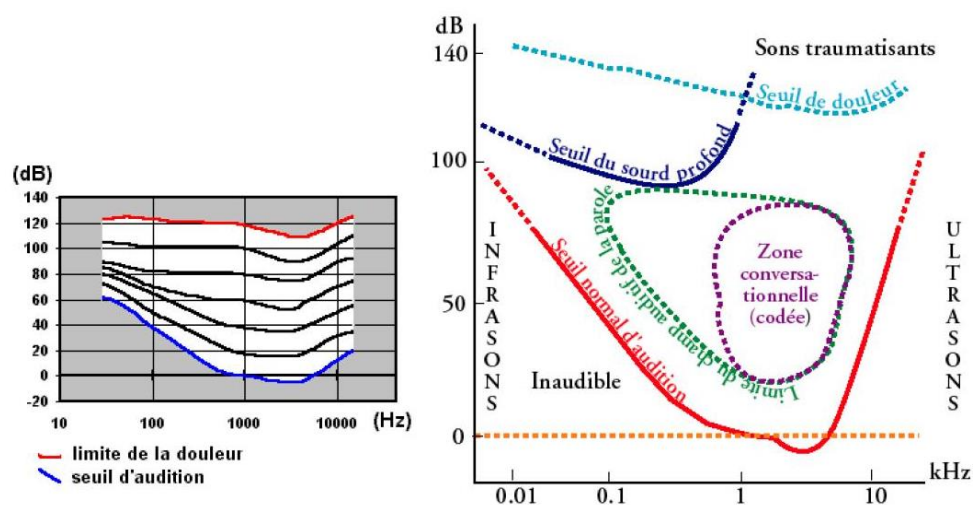 (dB)
140
120
100
80
60
40
20
0
-20
10
100
1000
10000
(Hz)
limite de la douleur
seuil d'audition
dB
140
100
50
0
Sons traumatisants
Seuil de douleur
Seuil du sourd profond
Limite du champ auditif de la parole
Zone
conversa-
tionnelle
(codée)
Seuil normal d'audition
Inaudible
INFRASONS
ULTRASONS
kHz
0.01
0.1
1
10